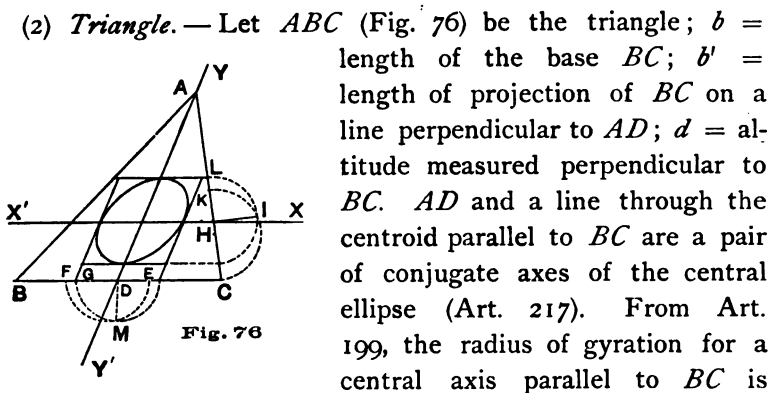 (2) Triangle. — Let ABC (Fig. 76) be the triangle; b =
length of the base BC; b' =
length of projection of BC on a
line perpendicular to AD; d = al-
titude measured perpendicular to
BC. AD and a line through the
centroid parallel to BC are a pair
of conjugate axes of the central
ellipse (Art. 217). From Art.
199, the radius of gyration for a
central axis parallel to BC is
Y
A
L
K
X'
I
X
H
F
G
E
B
D
C
M
Fig. 76
Y'